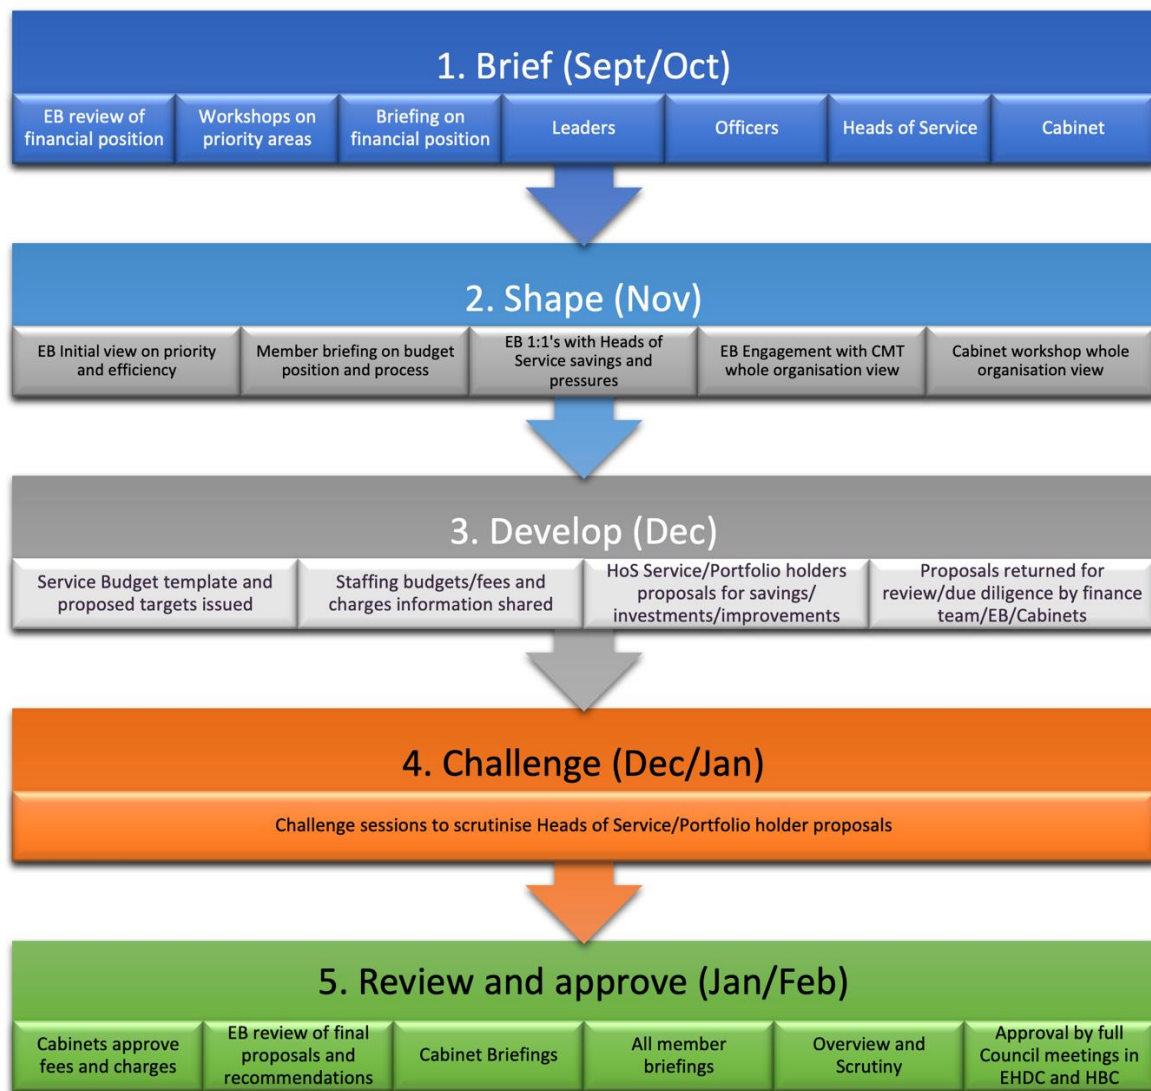 1. Brief (Sept/Oct)
EB review of
financial position
Workshops on
priority areas
Briefing on
financial position
Leaders
Officers
Heads of Service
Cabinet
2. Shape (Nov)
EB Initial view on priority
and efficiency
Member briefing on budget
position and process
EB 1:1's with Heads of
Service savings and
pressures
EB Engagement with CMT
whole organisation view
Cabinet workshop whole
organisation view
3. Develop (Dec)
Service Budget template and
proposed targets issued
Staffing budgets/fees and
charges information shared
HoS Service/Portfolio holders
proposals for savings/
investments/improvements
Proposals returned for
review/due diligence by finance
team/EB/Cabinets
4. Challenge (Dec/Jan)
Challenge sessions to scrutinise Heads of Service/Portfolio holder proposals
5. Review and approve (Jan/Feb)
Cabinets approve
fees and charges
EB review of final
proposals and
recommendations
Cabinet Briefings
All member
briefings
Overview and
Scrutiny
Approval by full
Council meetings in
EHDC and HBC